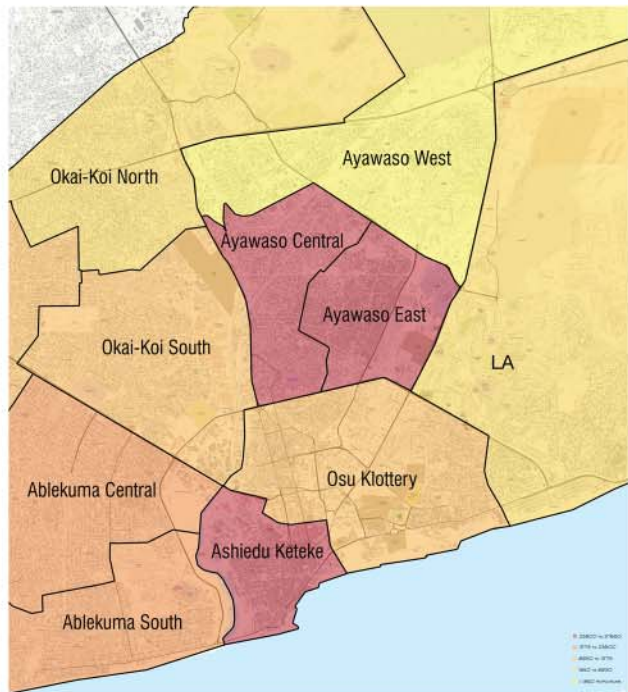 Ayawaso West
Okai-Koi North
Ayawaso Central
Ayawaso East
Okai-Koi South
LA
Osu Klottery
Ablekuma Central
Ashiedu Keteke
Ablekuma South